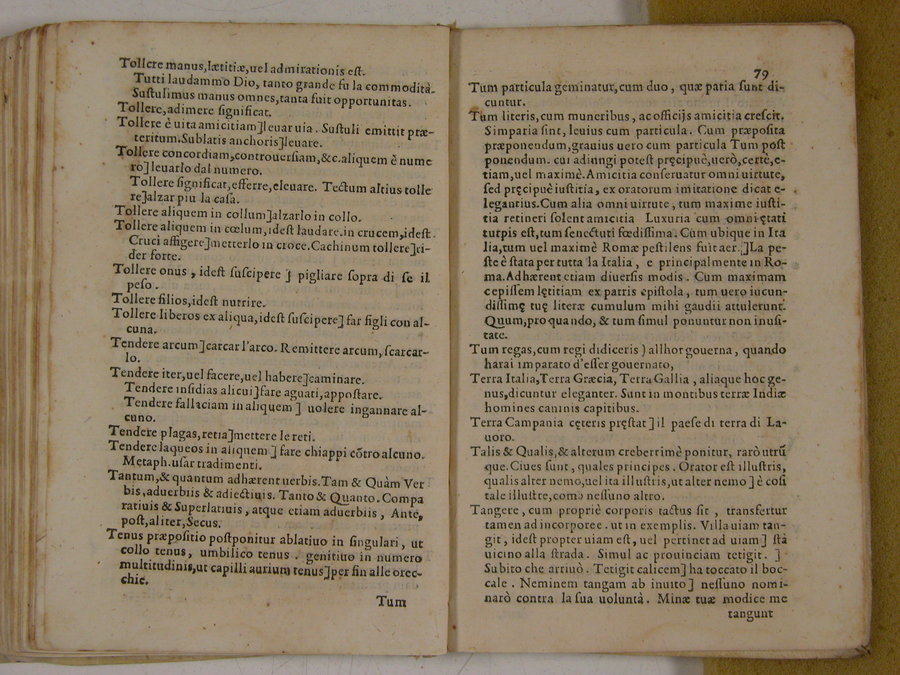 Tollere manus, lætitiæ, uel admirationis eſt.
Tutti laudammo Dio, tanto grande fu la commodità.
Suſtulimus manus omnes, tanta fuit opportunitas.
Tollere, adimere ſignificat.
Tollere è uita amicitiam] leuar uia. Suſtuli emittit præ-
teritum. Sublatis anchoris] leuare.
Tollere concordiam, controuerſiam, &c. aliquem è nume
ro] leuarlo dal numero.
Tollere ſignificat, efferre, eleuare. Tectum altius tolle
re] alzar piu la caſa.
Tollere aliquem in collum] alzarlo in collo.
Tollere aliquem in cœlum, ideſt laudare. in crucem, ideſt.
Cruci affigere] metterlo in croce. Cachinum tollere] ri-
der forte.
Tollere onus, ideſt ſuſcipere ] pigliare ſopra di ſe il
peſo.
Tollere filios, ideſt nutrire.
Tollere liberos ex aliqua, ideſt ſuſcipere] far figli con al-
cuna.
Tendere arcum] carcar l'arco. Remittere arcum, ſcarcar-
lo.
Tendere iter, uel facere, uel habere] caminare.
Tendere inſidias alicui] fare aguati, appoſtare.
Tendere fallaciam in aliquem ] uolere ingannare al-
cuno.
Tendere plagas, retia] mettere le reti.
Tendere laqueos in aliquem ] fare chiappi cõtro alcuno.
Metaph. uſar tradimenti.
Tantum, & quantum adhærent uerbis. Tam & Quàm Ver
bis, aduerbiis & adiectiuis. Tanto & Quanto. Compa
ratiuis & Superlatiuis, atque etiam aduerbiis, Ante,
poſt, aliter, Secus.
Tenus præpoſitio poſtponitur ablatiuo in ſingulari, ut
collo tenus, umbilico tenus. genitiuo in numero
multitudinis, ut capilli aurium tenus] per fin alle orec-
chie.
Tum
79
Tum particula geminatur, cum duo, quæ paria ſunt di-
cuntur.
Tum literis, cum muneribus, ac officijs amicitia creſcit.
Si imparia ſint, leuius cum particula. Cum præpoſita
præponendum, grauius uero cum particula Tum poſt
ponendum. cui adiungi poteſt pręcipuè, uerò, certè, e-
tiam, uel maximè. Amicitia conſeruatur omni uirtute,
ſed pręcipuè iuſtitia, ex oratorum imitatione dicat e-
legantius. Cum alia omni uirtute, tum maxime iuſti-
tia retineri ſolent amicitia Luxuria cum omni ętati
turpis eſt, tum ſenectuti fœdiſſima. Cum ubique in Ita
lia, tum uel maximè Romæ peſtilens fuit aer.] La pe-
ſte è ſtata per tutta la Italia, e principalmente in Ro-
ma. Adhærent etiam diuerſis modis. Cum maximam
cepiſſem lętitiam ex patris epiſtola, tum uero iucun-
diſſimę tuę literæ cumulum mihi gaudii attulerunt.
Quum, pro quando, & tum ſimul ponuntur non inuſi-
tate.
Tum regas, cum regi didiceris ) allhor gouerna, quando
harai imparato d'eſſer gouernato,
Terra Italia, Terra Græcia, Terra Gallia, aliaque hoc ge-
nus, dicuntur eleganter. Sunt in montibus terræ Indiæ
homines caninis capitibus.
Terra Campania cęteris pręſtat] il paeſe di terra di La-
uoro.
Talis & Qualis, & alterum creberrimè ponitur, rarò utrũ
que. Ciues ſunt, quales principes. Orator eſt illuſtris,
qualis alter nemo, uel ita illuſtris, ut alter nemo ] è coſi
tale illuſtre, como neſſuno altro.
Tangere, cum propriè corporis tactus ſit, transfertur
tamen ad incorporee. ut in exemplis. Villa uiam tan-
git, ideſt propter uiam eſt, uel pertinet ad uiam] ſtà
uicino alla ſtrada. Simul ac prouinciam tetigit. ]
Subito che arriuò. Tetigit calicem] ha toccato il boc-
cale. Neminem tangam ab inuito] neſſuno nomi-
narò contra la ſua uoluntà. Minæ tuæ modice me
tangunt